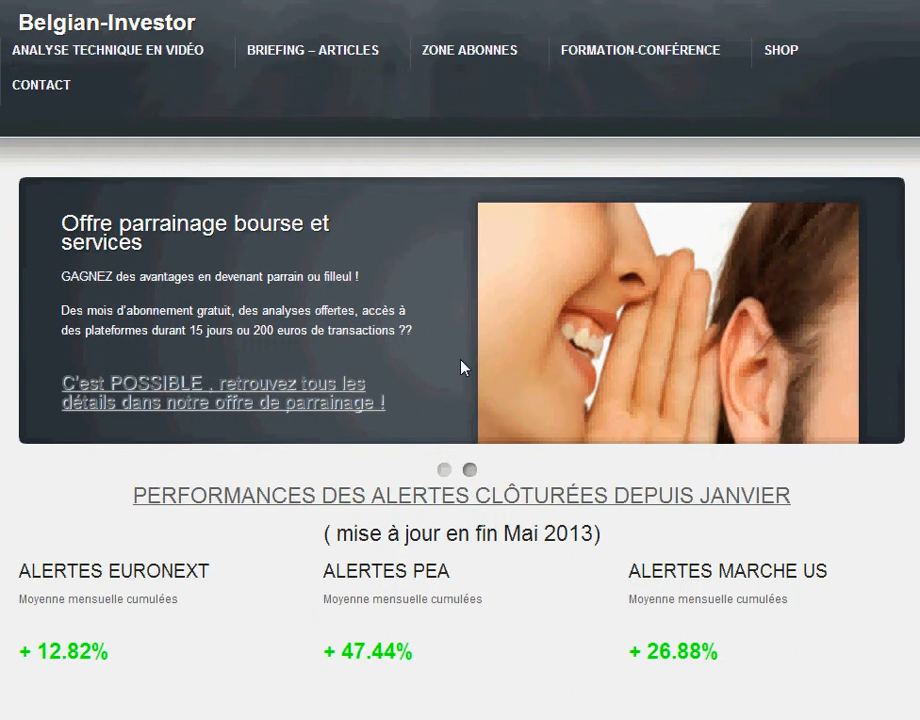 Belgian-Investor
ANALYSE TECHNIQUE EN VIDÉO
BRIEFING – ARTICLES
ZONE ABONNES
FORMATION-CONFÉRENCE
SHOP
CONTACT
Offre parrainage bourse et
services
GAGNEZ des avantages en devenant parrain ou filleul !
Des mois d'abonnement gratuit, des analyses offertes, accès à
des plateformes durant 15 jours ou 200 euros de transactions ??
C'est POSSIBLE , retrouvez tous les
détails dans notre offre de parrainage !
PERFORMANCES DES ALERTES CLÔTURÉES DEPUIS JANVIER
( mise à jour en fin Mai 2013)
ALERTES EURONEXT
Moyenne mensuelle cumulées
+ 12.82%
ALERTES PEA
Moyenne mensuelle cumulées
+ 47.44%
ALERTES MARCHE US
Moyenne mensuelle cumulées
+ 26.88%